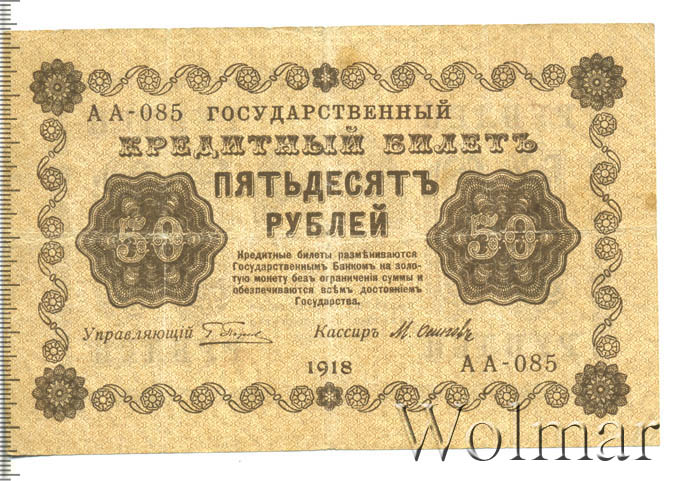 АА-085 ГОСУДАРСТВЕННЫЙ
КРЕДИТНЫЙ БИЛЕТЪ
ПЯТЬДЕСЯТЪ
РУБЛЕЙ
50
50
Кредитные билеты размѣниваются
Государственнымъ Банкомъ на золо-
тую монету безъ ограниченія суммы и
обезпечиваются всѣмъ достояніемъ
Государства.
Управляющій
Кассиръ М. Осиповъ
1918
АА-085
Wolmar